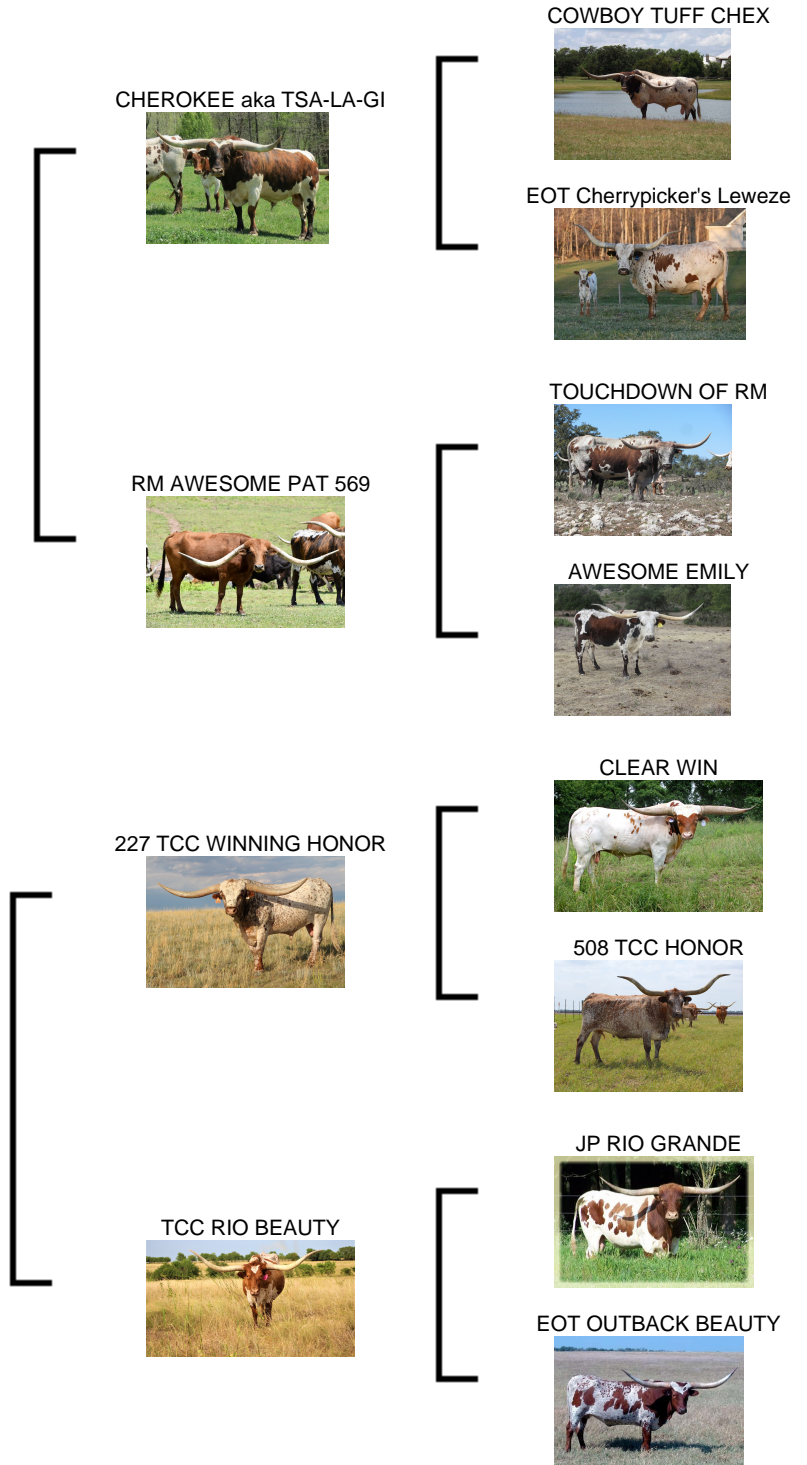 COWBOY TUFF CHEX
CHEROKEE aka TSA-LA-GI
EOT Cherrypicker's Leweze
TOUCHDOWN OF RM
RM AWESOME PAT 569
AWESOME EMILY
CLEAR WIN
227 TCC WINNING HONOR
508 TCC HONOR
JP RIO GRANDE
TCC RIO BEAUTY
EOT OUTBACK BEAUTY